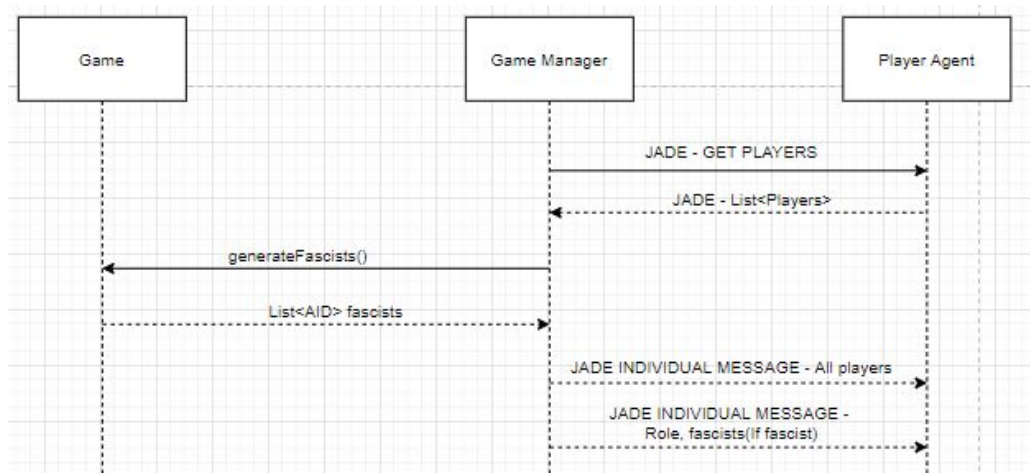 Game
Game Manager
Player Agent
JADE - GET PLAYERS
JADE - List<Players>
generateFascists()
List<AID> fascists
JADE INDIVIDUAL MESSAGE - All players
JADE INDIVIDUAL MESSAGE -
Role, fascists(If fascist)